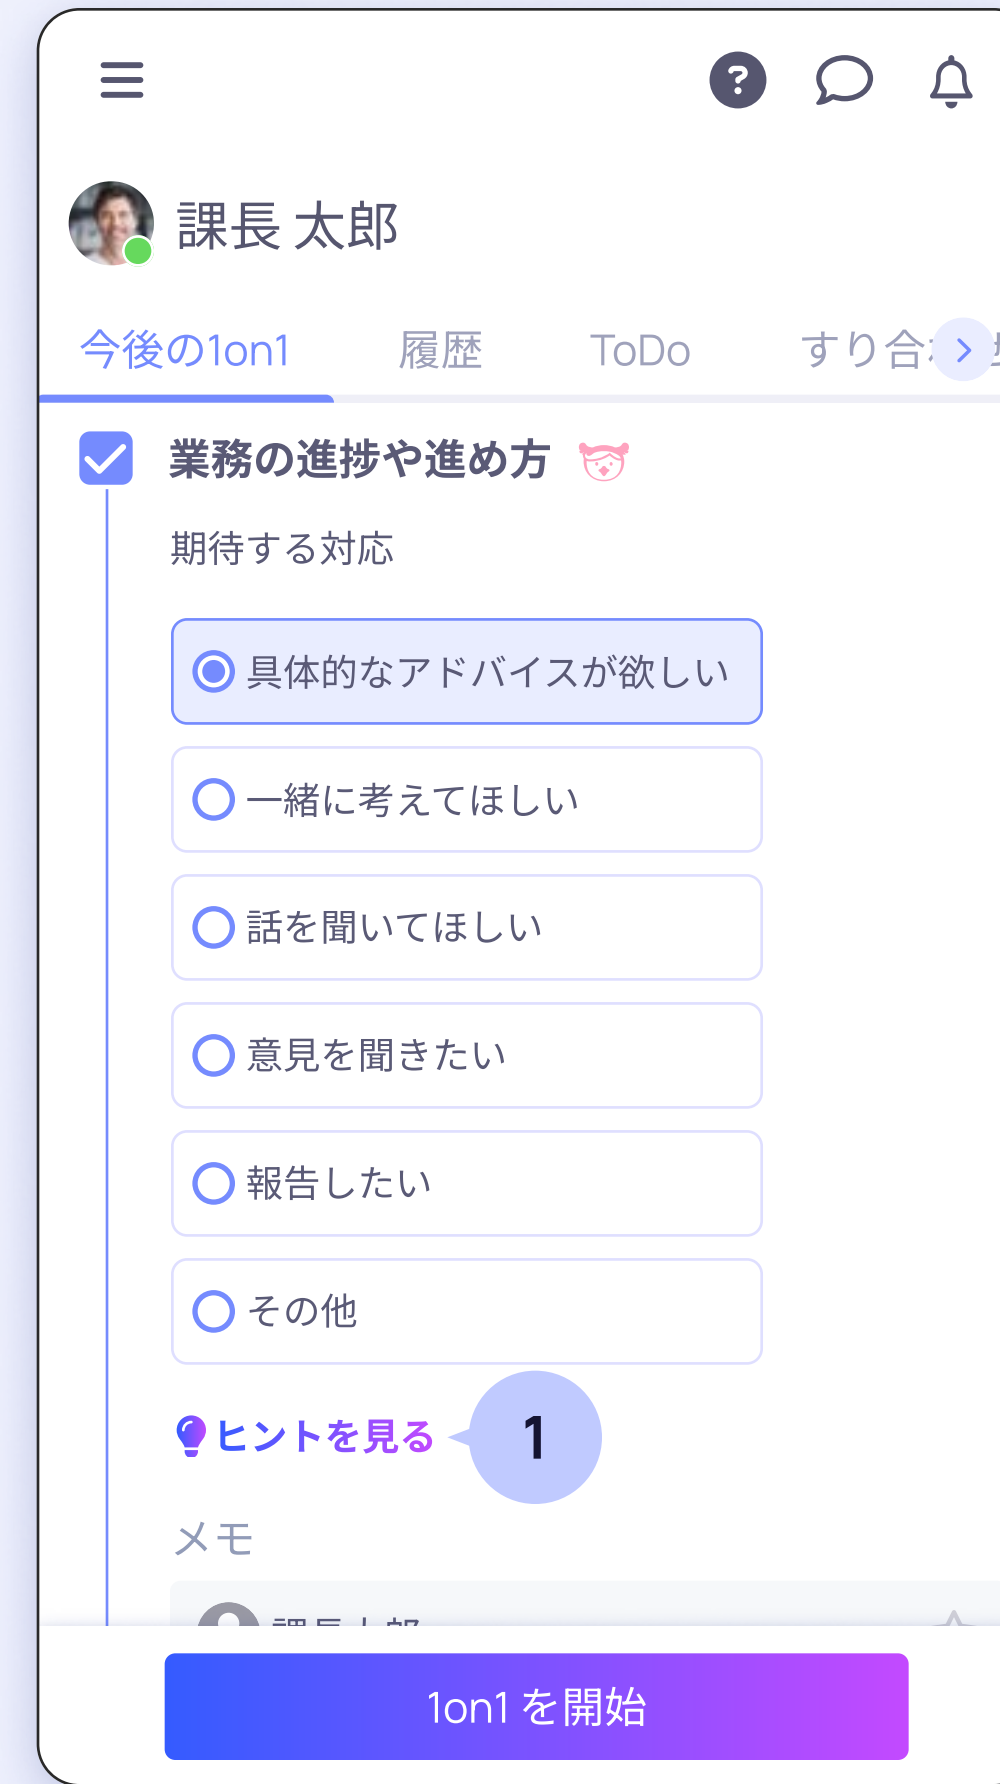 課長 太郎
今後の1on1 履歴 ToDo すり合
業務の進捗や進め方
期待する対応
具体的なアドバイスが欲しい
一緒に考えてほしい
話を聞いてほしい
意見を聞きたい
報告したい
その他
ヒントを見る 1
メモ
課長太郎
1on1 を開始